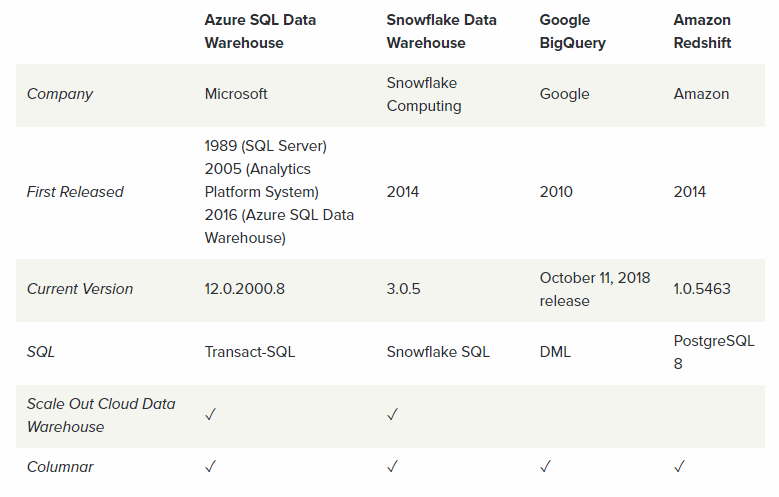 Azure SQL Data Warehouse Snowflake Data Warehouse Google BigQuery Amazon Redshift
Company Microsoft Snowflake Computing Google Amazon
First Released 1989 (SQL Server) 2005 (Analytics Platform System) 2016 (Azure SQL Data Warehouse) 2014 2010 2014
Current Version 12.0.2000.8 3.0.5 October 11, 2018 release 1.0.5463
SQL Transact-SQL Snowflake SQL DML PostgreSQL 8
Scale Out Cloud Data Warehouse ✓ ✓
Columnar ✓ ✓ ✓ ✓